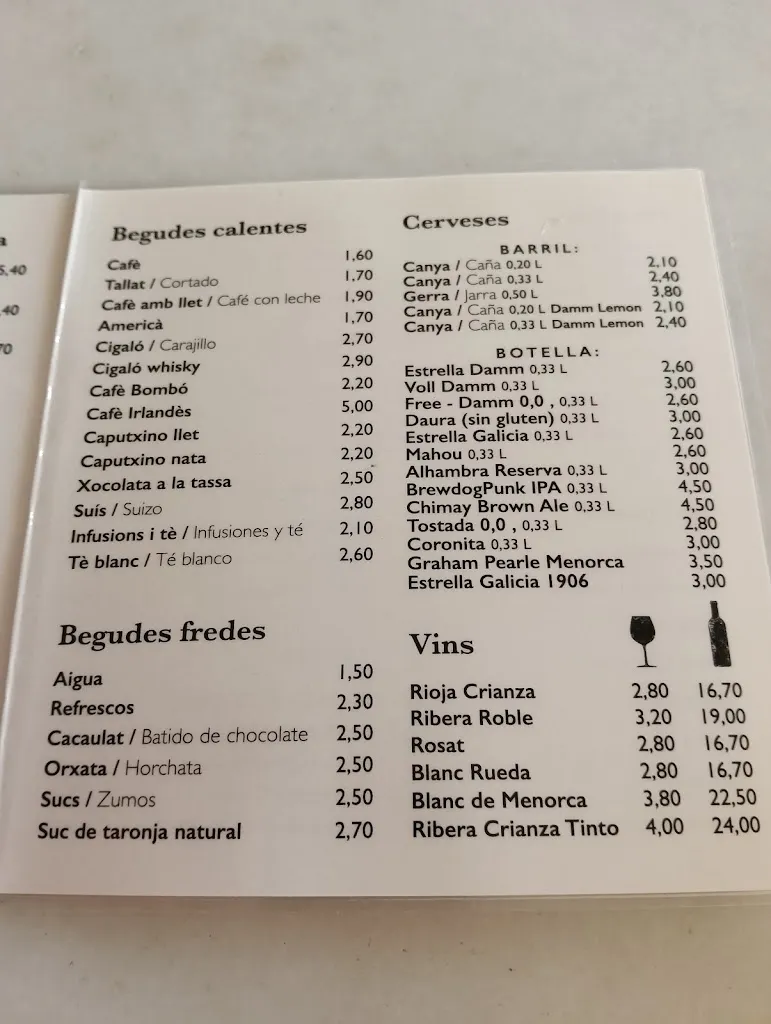 a
5,40
,40
70
Begudes calentes
Cafè 1,60
Tallat / Cortado 1,70
Cafè amb llet / Café con leche 1,90
Americà 1,70
Cigaló / Carajillo 2,70
Cigaló whisky 2,90
Cafè Bombó 2,20
Cafè Irlandès 5,00
Caputxino llet 2,20
Caputxino nata 2,20
Xocolata a la tassa 2,50
Suís / Suizo 2,80
Infusions i tè / Infusiones y té 2,10
Tè blanc / Té blanco 2,60
Begudes fredes
Aigua 1,50
Refrescos 2,30
Cacaulat / Batido de chocolate 2,50
Orxata / Horchata 2,50
Sucs / Zumos 2,50
Suc de taronja natural 2,70
Cerveses
BARRIL:
Canya / Caña 0,20 L 2,10
Canya / Caña 0,33 L 2,40
Gerra / Jarra 0,50 L 3,80
Canya / Caña 0,20 L Damm Lemon 2,10
Canya / Caña 0,33 L Damm Lemon 2,40
BOTELLA:
Estrella Damm 0,33 L 2,60
Voll Damm 0,33 L 3,00
Free - Damm 0,0 , 0,33 L 2,60
Daura (sin gluten) 0,33 L 3,00
Estrella Galicia 0,33 L 2,60
Mahou 0,33 L 2,60
Alhambra Reserva 0,33 L 3,00
BrewdogPunk IPA 0,33 L 4,50
Chimay Brown Ale 0,33 L 4,50
Tostada 0,0 , 0,33 L 2,80
Coronita 0,33 L 3,00
Graham Pearle Menorca 3,50
Estrella Galicia 1906 3,00
Vins
Rioja Crianza 2,80 16,70
Ribera Roble 3,20 19,00
Rosat 2,80 16,70
Blanc Rueda 2,80 16,70
Blanc de Menorca 3,80 22,50
Ribera Crianza Tinto 4,00 24,00